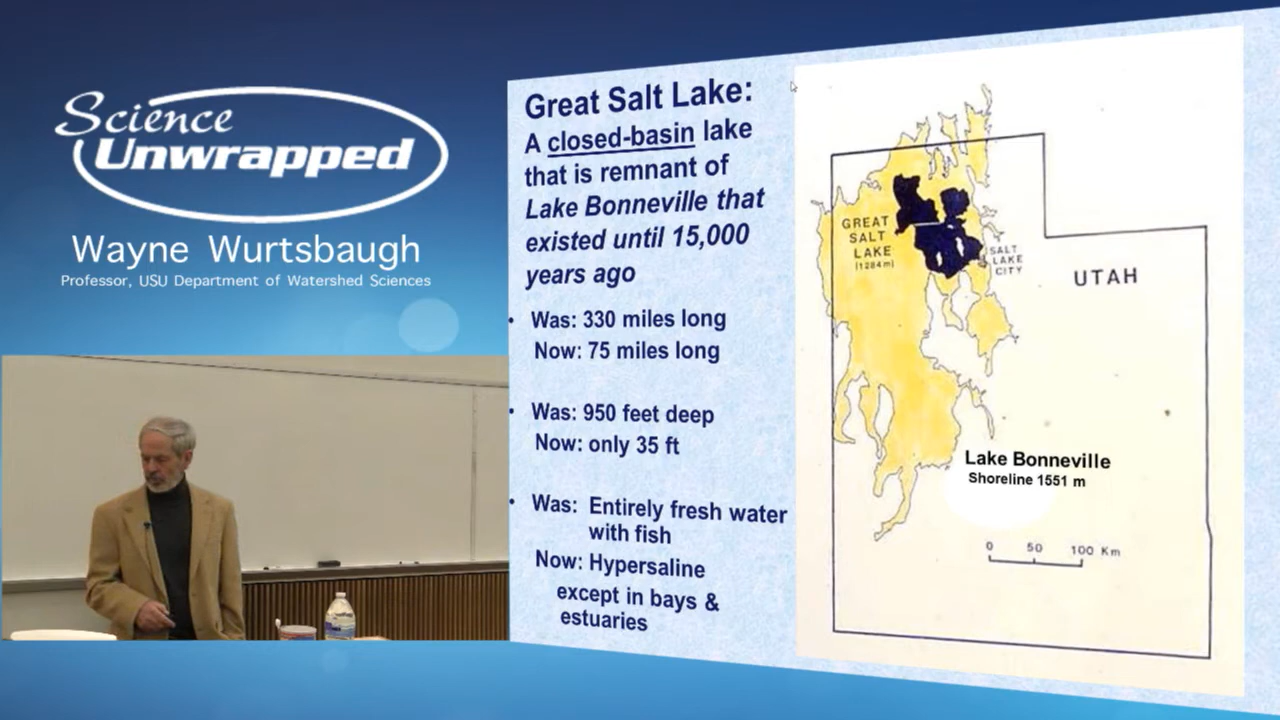 Science
Unwrapped
Wayne Wurtsbaugh
Professor, USU Department of Watershed Sciences
Great Salt Lake:
A closed-basin lake
that is remnant of
Lake Bonneville that
existed until 15,000
years ago
• Was: 330 miles long
Now: 75 miles long
• Was: 950 feet deep
Now: only 35 ft
• Was: Entirely fresh water
with fish
Now: Hypersaline
except in bays &
estuaries
GREAT
SALT
LAKE
(1284m)
SALT
LAKE
CITY
UTAH
Lake Bonneville
Shoreline 1551 m
0 50 100 Km